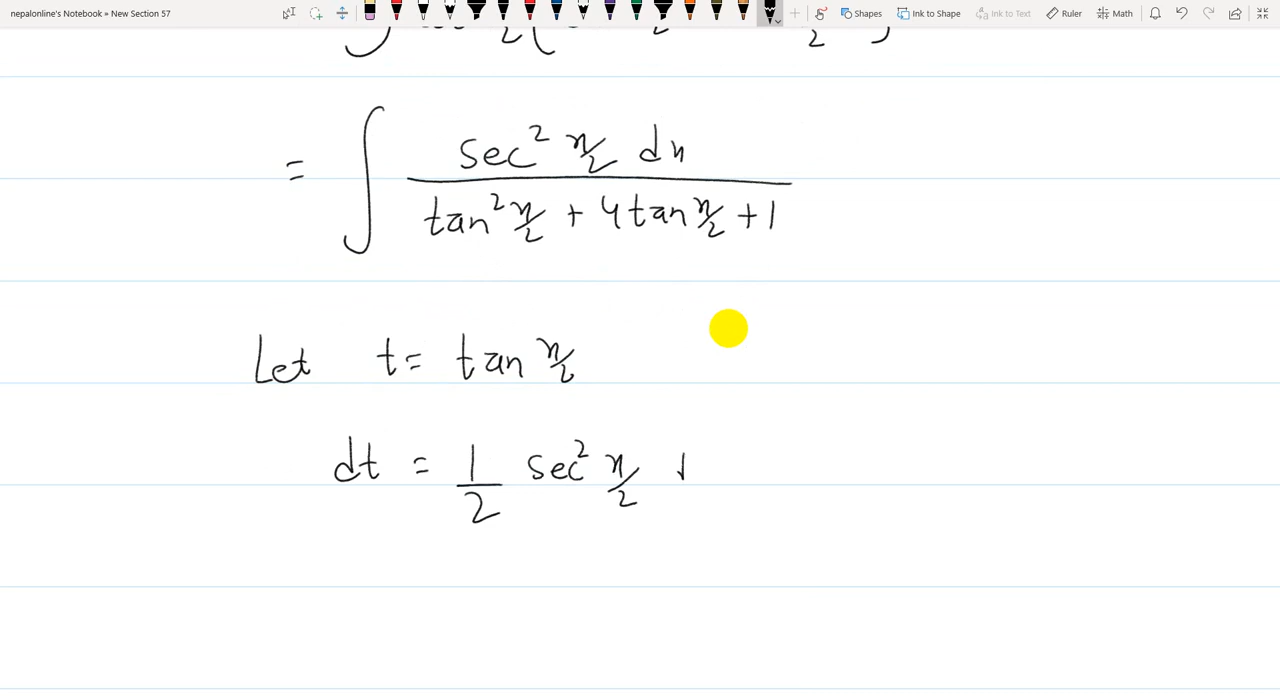 nepalonline's Notebook » New Section 57
Shapes Ink to Shape Ink to Text Ruler Math
= ∫ sec² x/2 dx
tan² x/2 + 4 tan x/2 + 1
Let t = tan x/2
dt = 1/2 sec² x/2